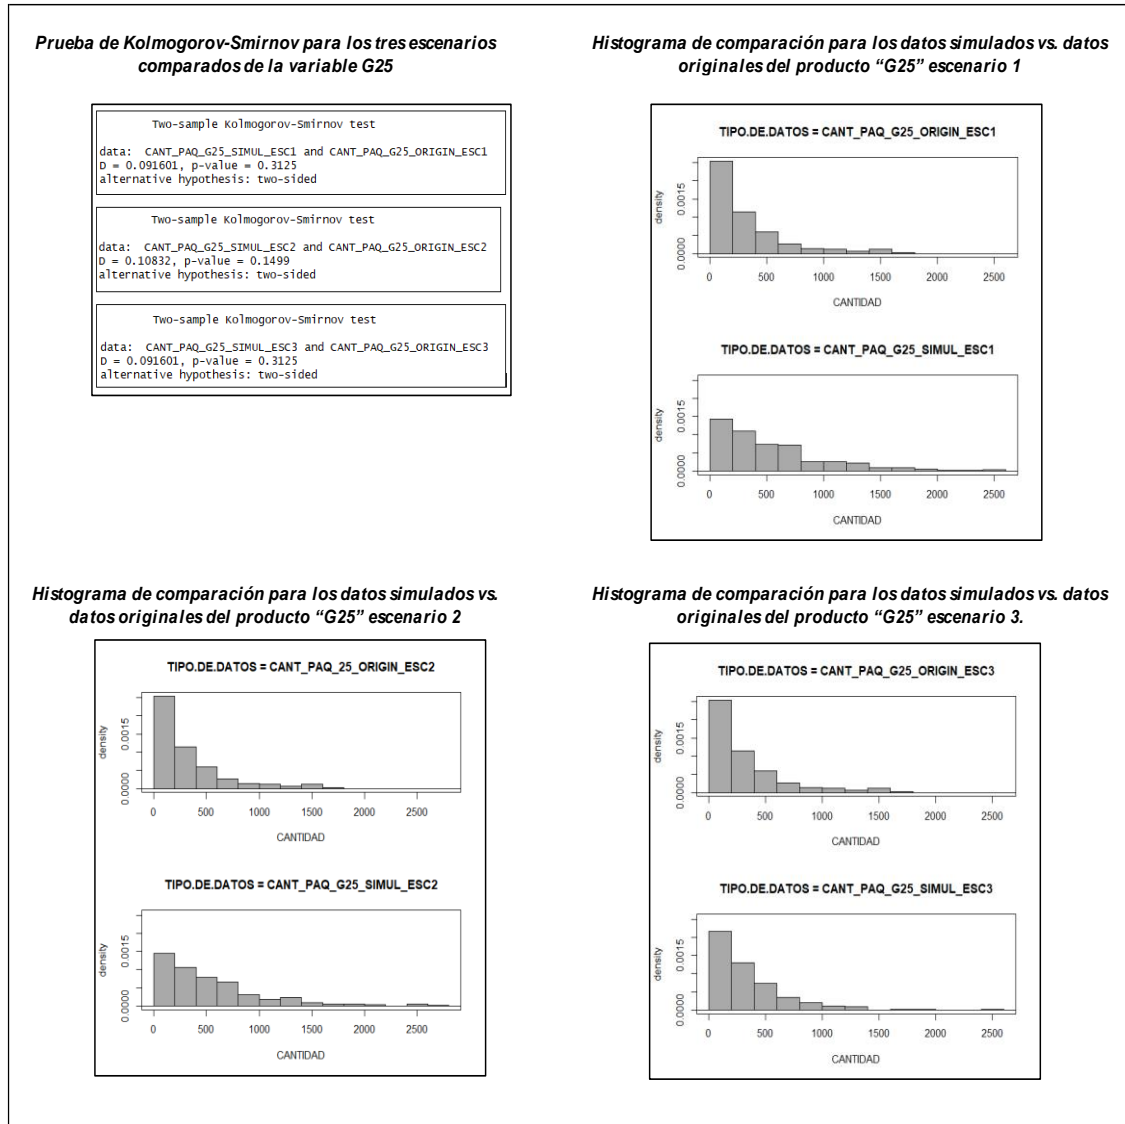 Prueba de Kolmogorov-Smirnov para los tres escenarios
comparados de la variable G25
Two-sample Kolmogorov-Smirnov test
data: CANT_PAQ_G25_SIMUL_ESC1 and CANT_PAQ_G25_ORIGIN_ESC1
D = 0.091601, p-value = 0.3125
alternative hypothesis: two-sided
Two-sample Kolmogorov-Smirnov test
data: CANT_PAQ_G25_SIMUL_ESC2 and CANT_PAQ_G25_ORIGIN_ESC2
D = 0.10832, p-value = 0.1499
alternative hypothesis: two-sided
Two-sample Kolmogorov-Smirnov test
data: CANT_PAQ_G25_SIMUL_ESC3 and CANT_PAQ_G25_ORIGIN_ESC3
D = 0.091601, p-value = 0.3125
alternative hypothesis: two-sided
Histograma de comparación para los datos simulados vs. datos
originales del producto “G25” escenario 1
TIPO.DE.DATOS = CANT_PAQ_G25_ORIGIN_ESC1
density
0.0015
0.0000
0 500 1000 1500 2000 2500
CANTIDAD
TIPO.DE.DATOS = CANT_PAQ_G25_SIMUL_ESC1
density
0.0015
0.0000
0 500 1000 1500 2000 2500
CANTIDAD
Histograma de comparación para los datos simulados vs.
datos originales del producto “G25” escenario 2
TIPO.DE.DATOS = CANT_PAQ_25_ORIGIN_ESC2
density
0.0015
0.0000
0 500 1000 1500 2000 2500
CANTIDAD
TIPO.DE.DATOS = CANT_PAQ_G25_SIMUL_ESC2
density
0.0015
0.0000
0 500 1000 1500 2000 2500
CANTIDAD
Histograma de comparación para los datos simulados vs. datos
originales del producto “G25” escenario 3.
TIPO.DE.DATOS = CANT_PAQ_G25_ORIGIN_ESC3
density
0.0015
0.0000
0 500 1000 1500 2000 2500
CANTIDAD
TIPO.DE.DATOS = CANT_PAQ_G25_SIMUL_ESC3
density
0.0015
0.0000
0 500 1000 1500 2000 2500
CANTIDAD